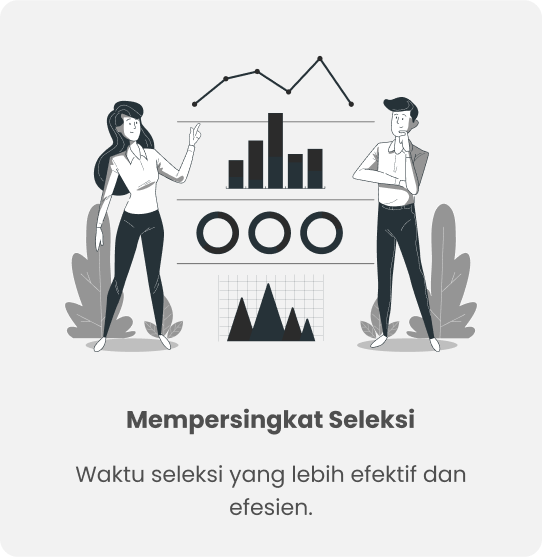 Mempersingkat Seleksi
Waktu seleksi yang lebih efektif dan
efesien.